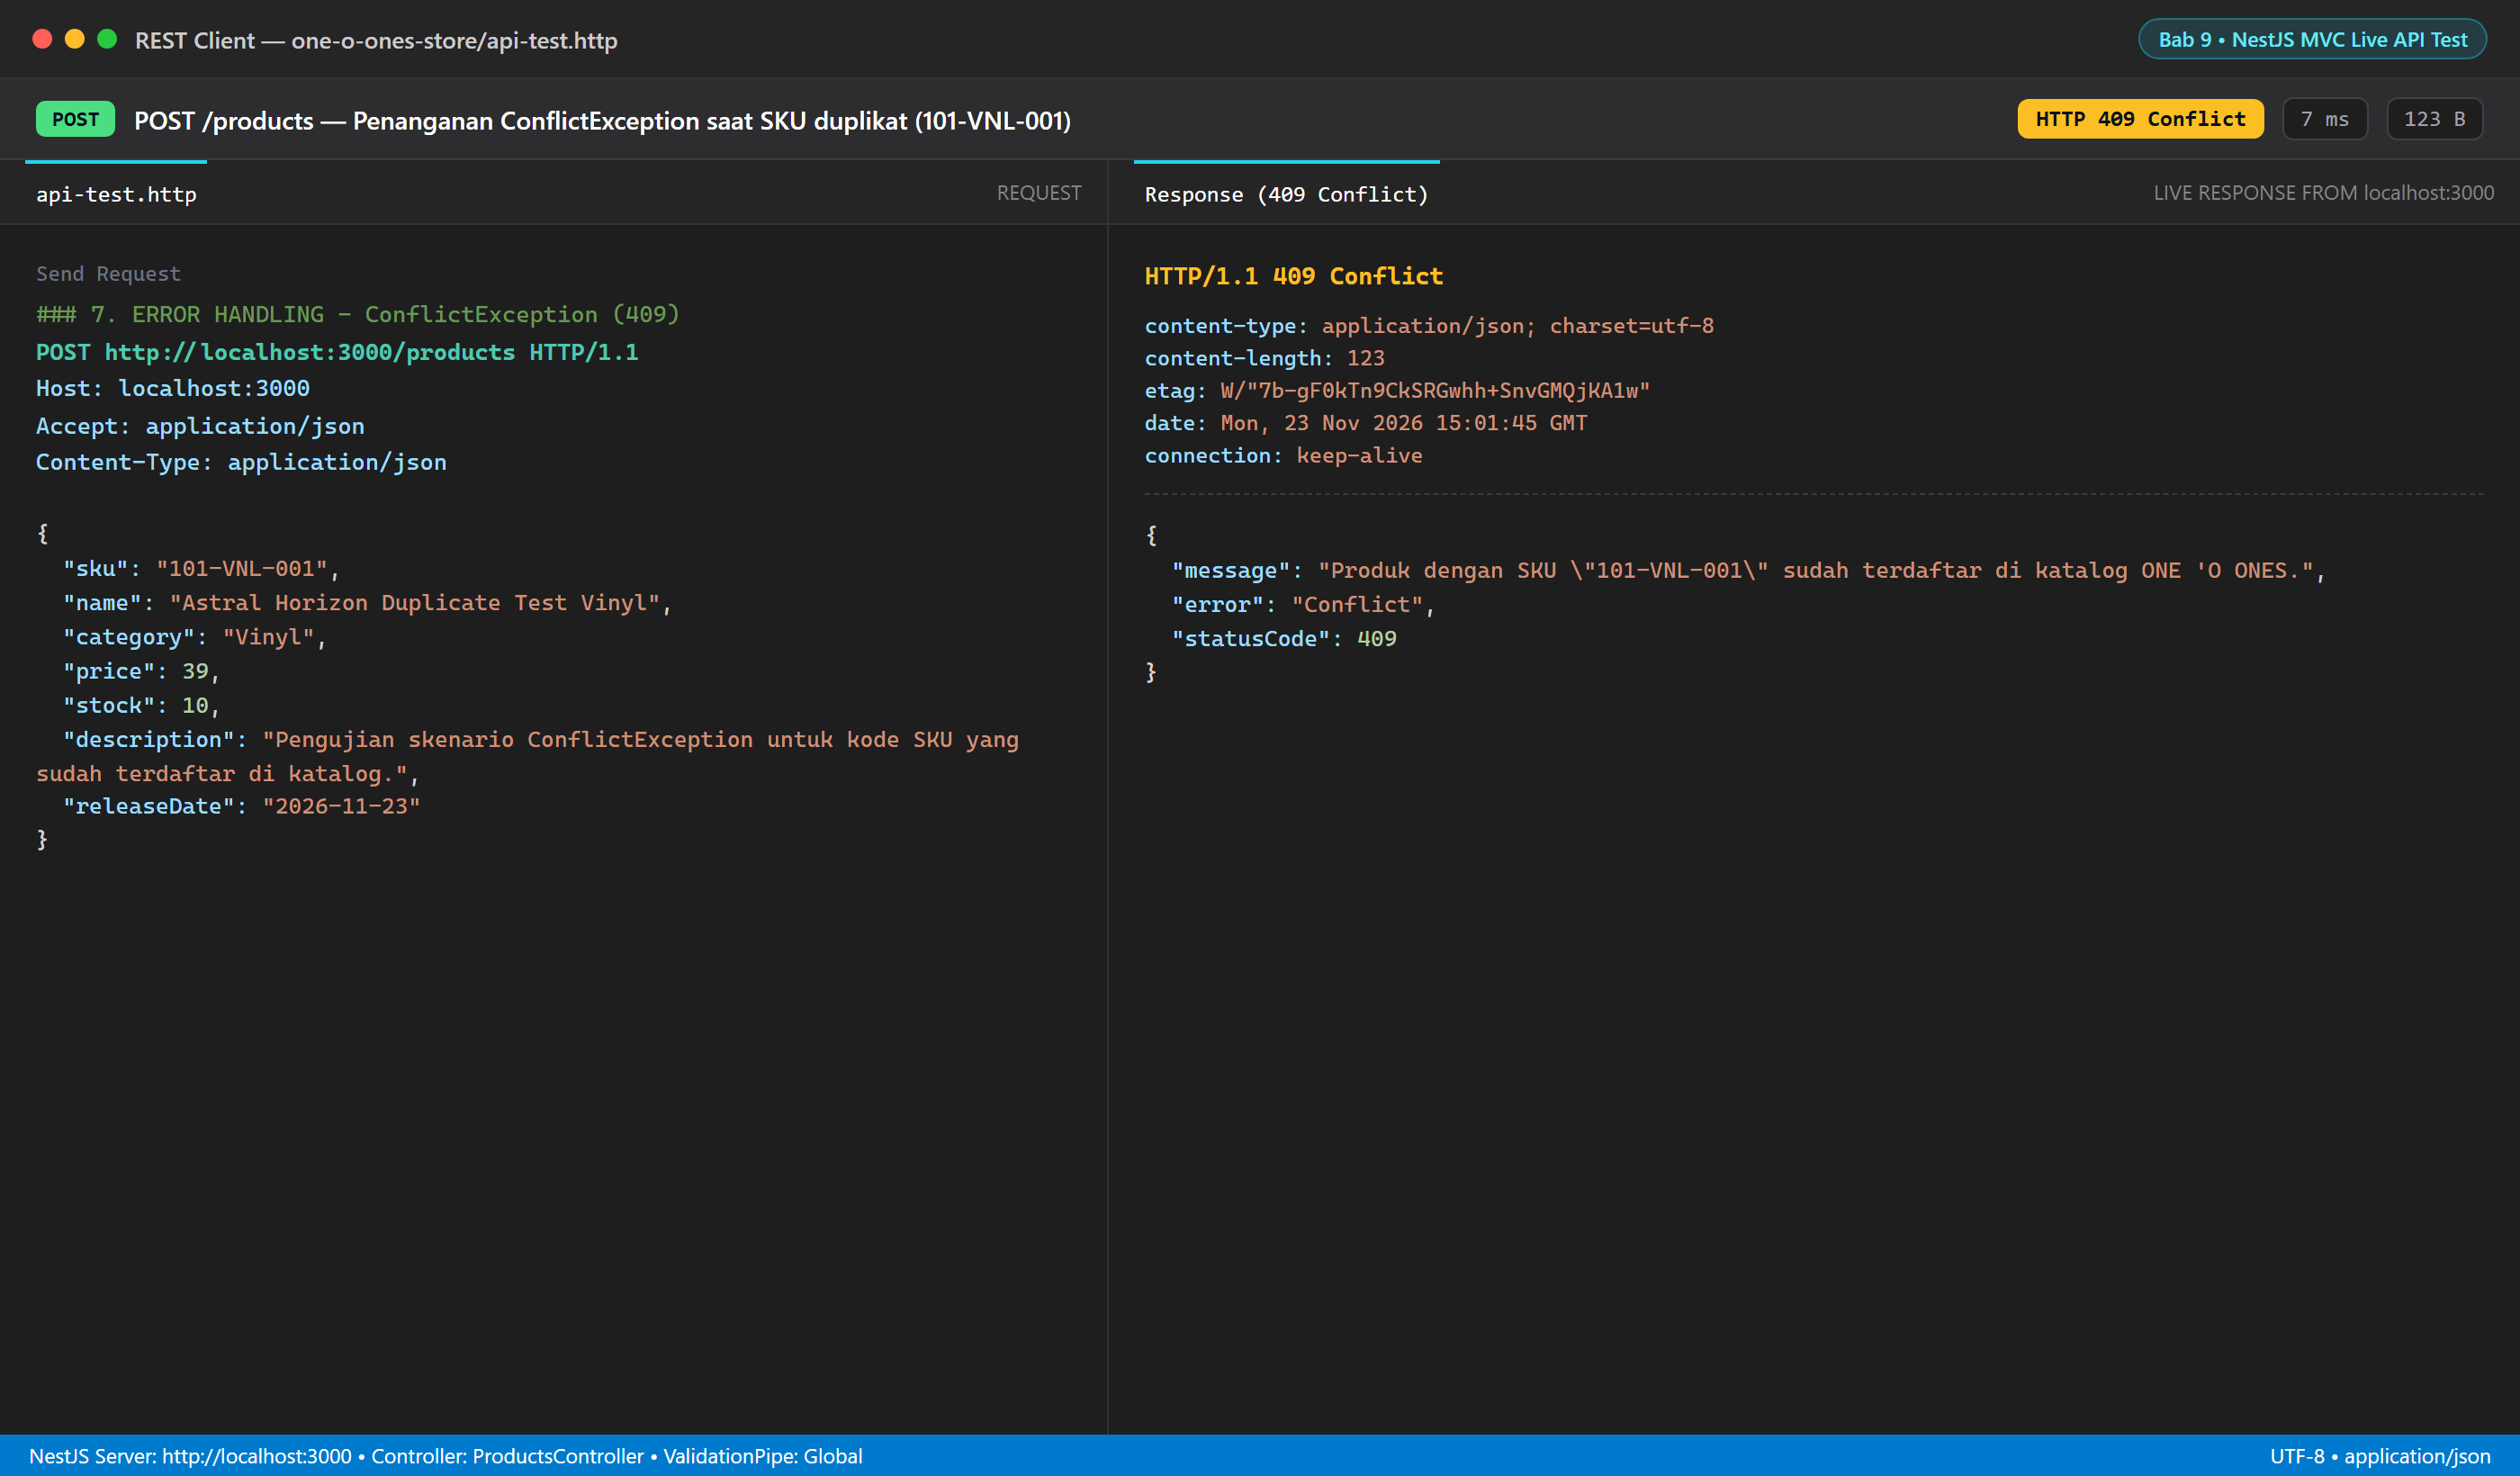 REST Client — one-o-ones-store/api-test.http
Bab 9 • NestJS MVC Live API Test
POST
POST /products — Penanganan ConflictException saat SKU duplikat (101-VNL-001)
HTTP 409 Conflict
7 ms
123 B
api-test.http
REQUEST
Send Request
### 7. ERROR HANDLING - ConflictException (409)
POST http://localhost:3000/products HTTP/1.1
Host: localhost:3000
Accept: application/json
Content-Type: application/json
{
"sku": "101-VNL-001",
"name": "Astral Horizon Duplicate Test Vinyl",
"category": "Vinyl",
"price": 39,
"stock": 10,
"description": "Pengujian skenario ConflictException untuk kode SKU yang
sudah terdaftar di katalog.",
"releaseDate": "2026-11-23"
}
Response (409 Conflict)
LIVE RESPONSE FROM localhost:3000
HTTP/1.1 409 Conflict
content-type: application/json; charset=utf-8
content-length: 123
etag: W/"7b-gF0kTn9CkSRGwhh+SnvGMQjKA1w"
date: Mon, 23 Nov 2026 15:01:45 GMT
connection: keep-alive
{
"message": "Produk dengan SKU \"101-VNL-001\" sudah terdaftar di katalog ONE 'O ONES.",
"error": "Conflict",
"statusCode": 409
}
NestJS Server: http://localhost:3000 • Controller: ProductsController • ValidationPipe: Global
UTF-8 • application/json